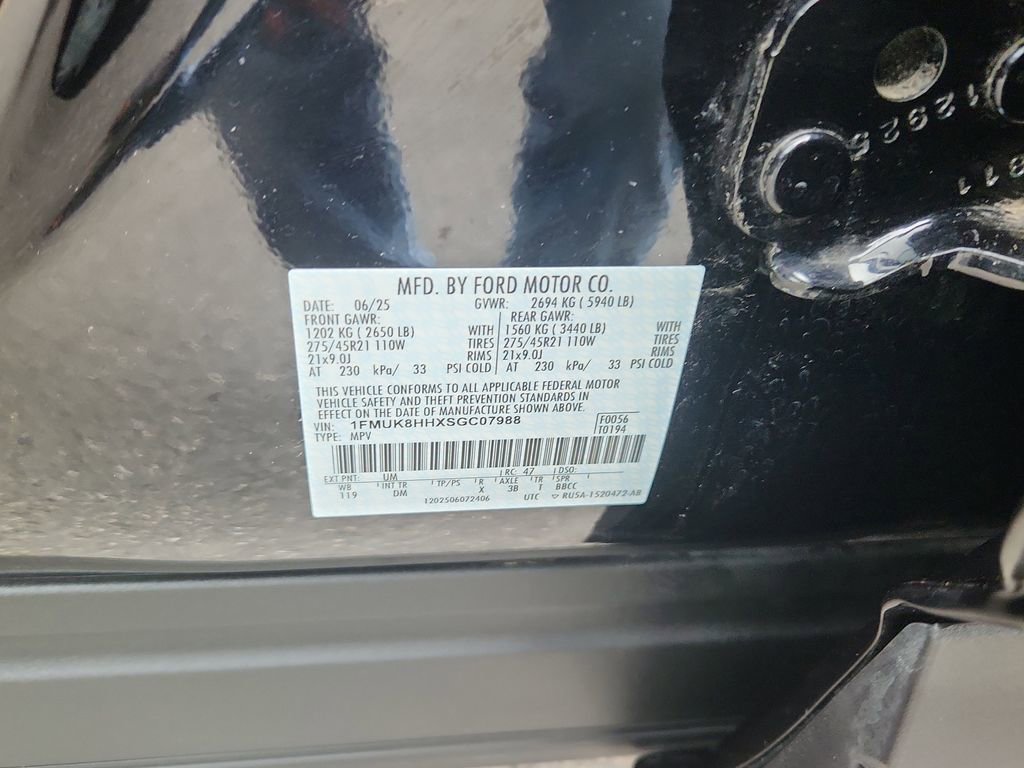 12925
011
MFD. BY FORD MOTOR CO.
DATE: 06/25 GVWR: 2694 KG ( 5940 LB)
FRONT GAWR: REAR GAWR:
1202 KG ( 2650 LB) WITH 1560 KG ( 3440 LB) WITH
275/45R21 110W TIRES 275/45R21 110W TIRES
21x9.0J RIMS 21x9.0J RIMS
AT 230 kPa/ 33 PSI COLD AT 230 kPa/ 33 PSI COLD
THIS VEHICLE CONFORMS TO ALL APPLICABLE FEDERAL MOTOR
VEHICLE SAFETY AND THEFT PREVENTION STANDARDS IN
EFFECT ON THE DATE OF MANUFACTURE SHOWN ABOVE.
VIN: 1FMUK8HHXSGC07988 F0056
TYPE: MPV T0194
EXT PNT: UM RC: 47 DSO:
WB INT TR TP/PS R AXLE TR SPR
119 DM X 3B T BBCC
1202506072406 UTC RU5A-1520472-AB